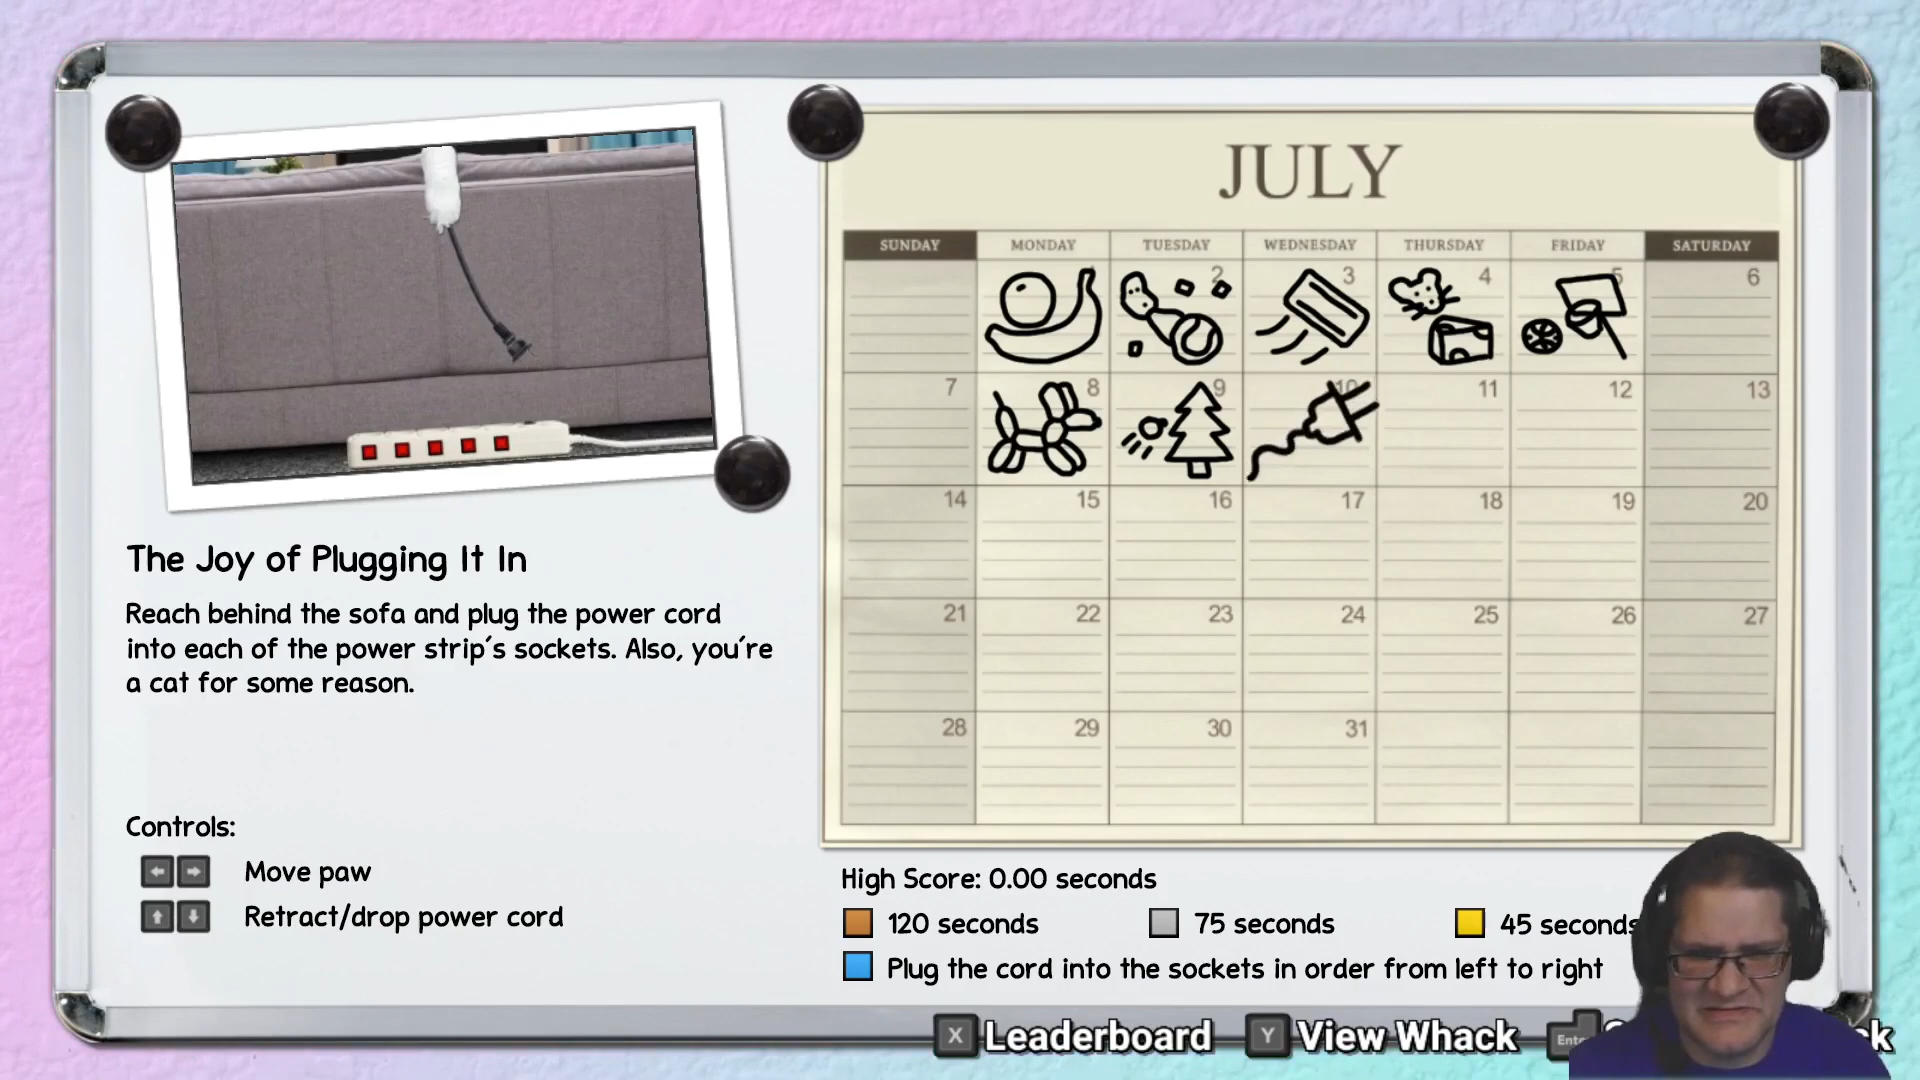 JULY
SUNDAY MONDAY TUESDAY WEDNESDAY THURSDAY FRIDAY SATURDAY
1 2 3 4 5 6
7 8 9 10 11 12 13
14 15 16 17 18 19 20
21 22 23 24 25 26 27
28 29 30 31
The Joy of Plugging It In
Reach behind the sofa and plug the power cord
into each of the power strip's sockets. Also, you're
a cat for some reason.
Controls:
Move paw
Retract/drop power cord
High Score: 0.00 seconds
120 seconds 75 seconds 45 seconds
Plug the cord into the sockets in order from left to right
X Leaderboard Y View Whack